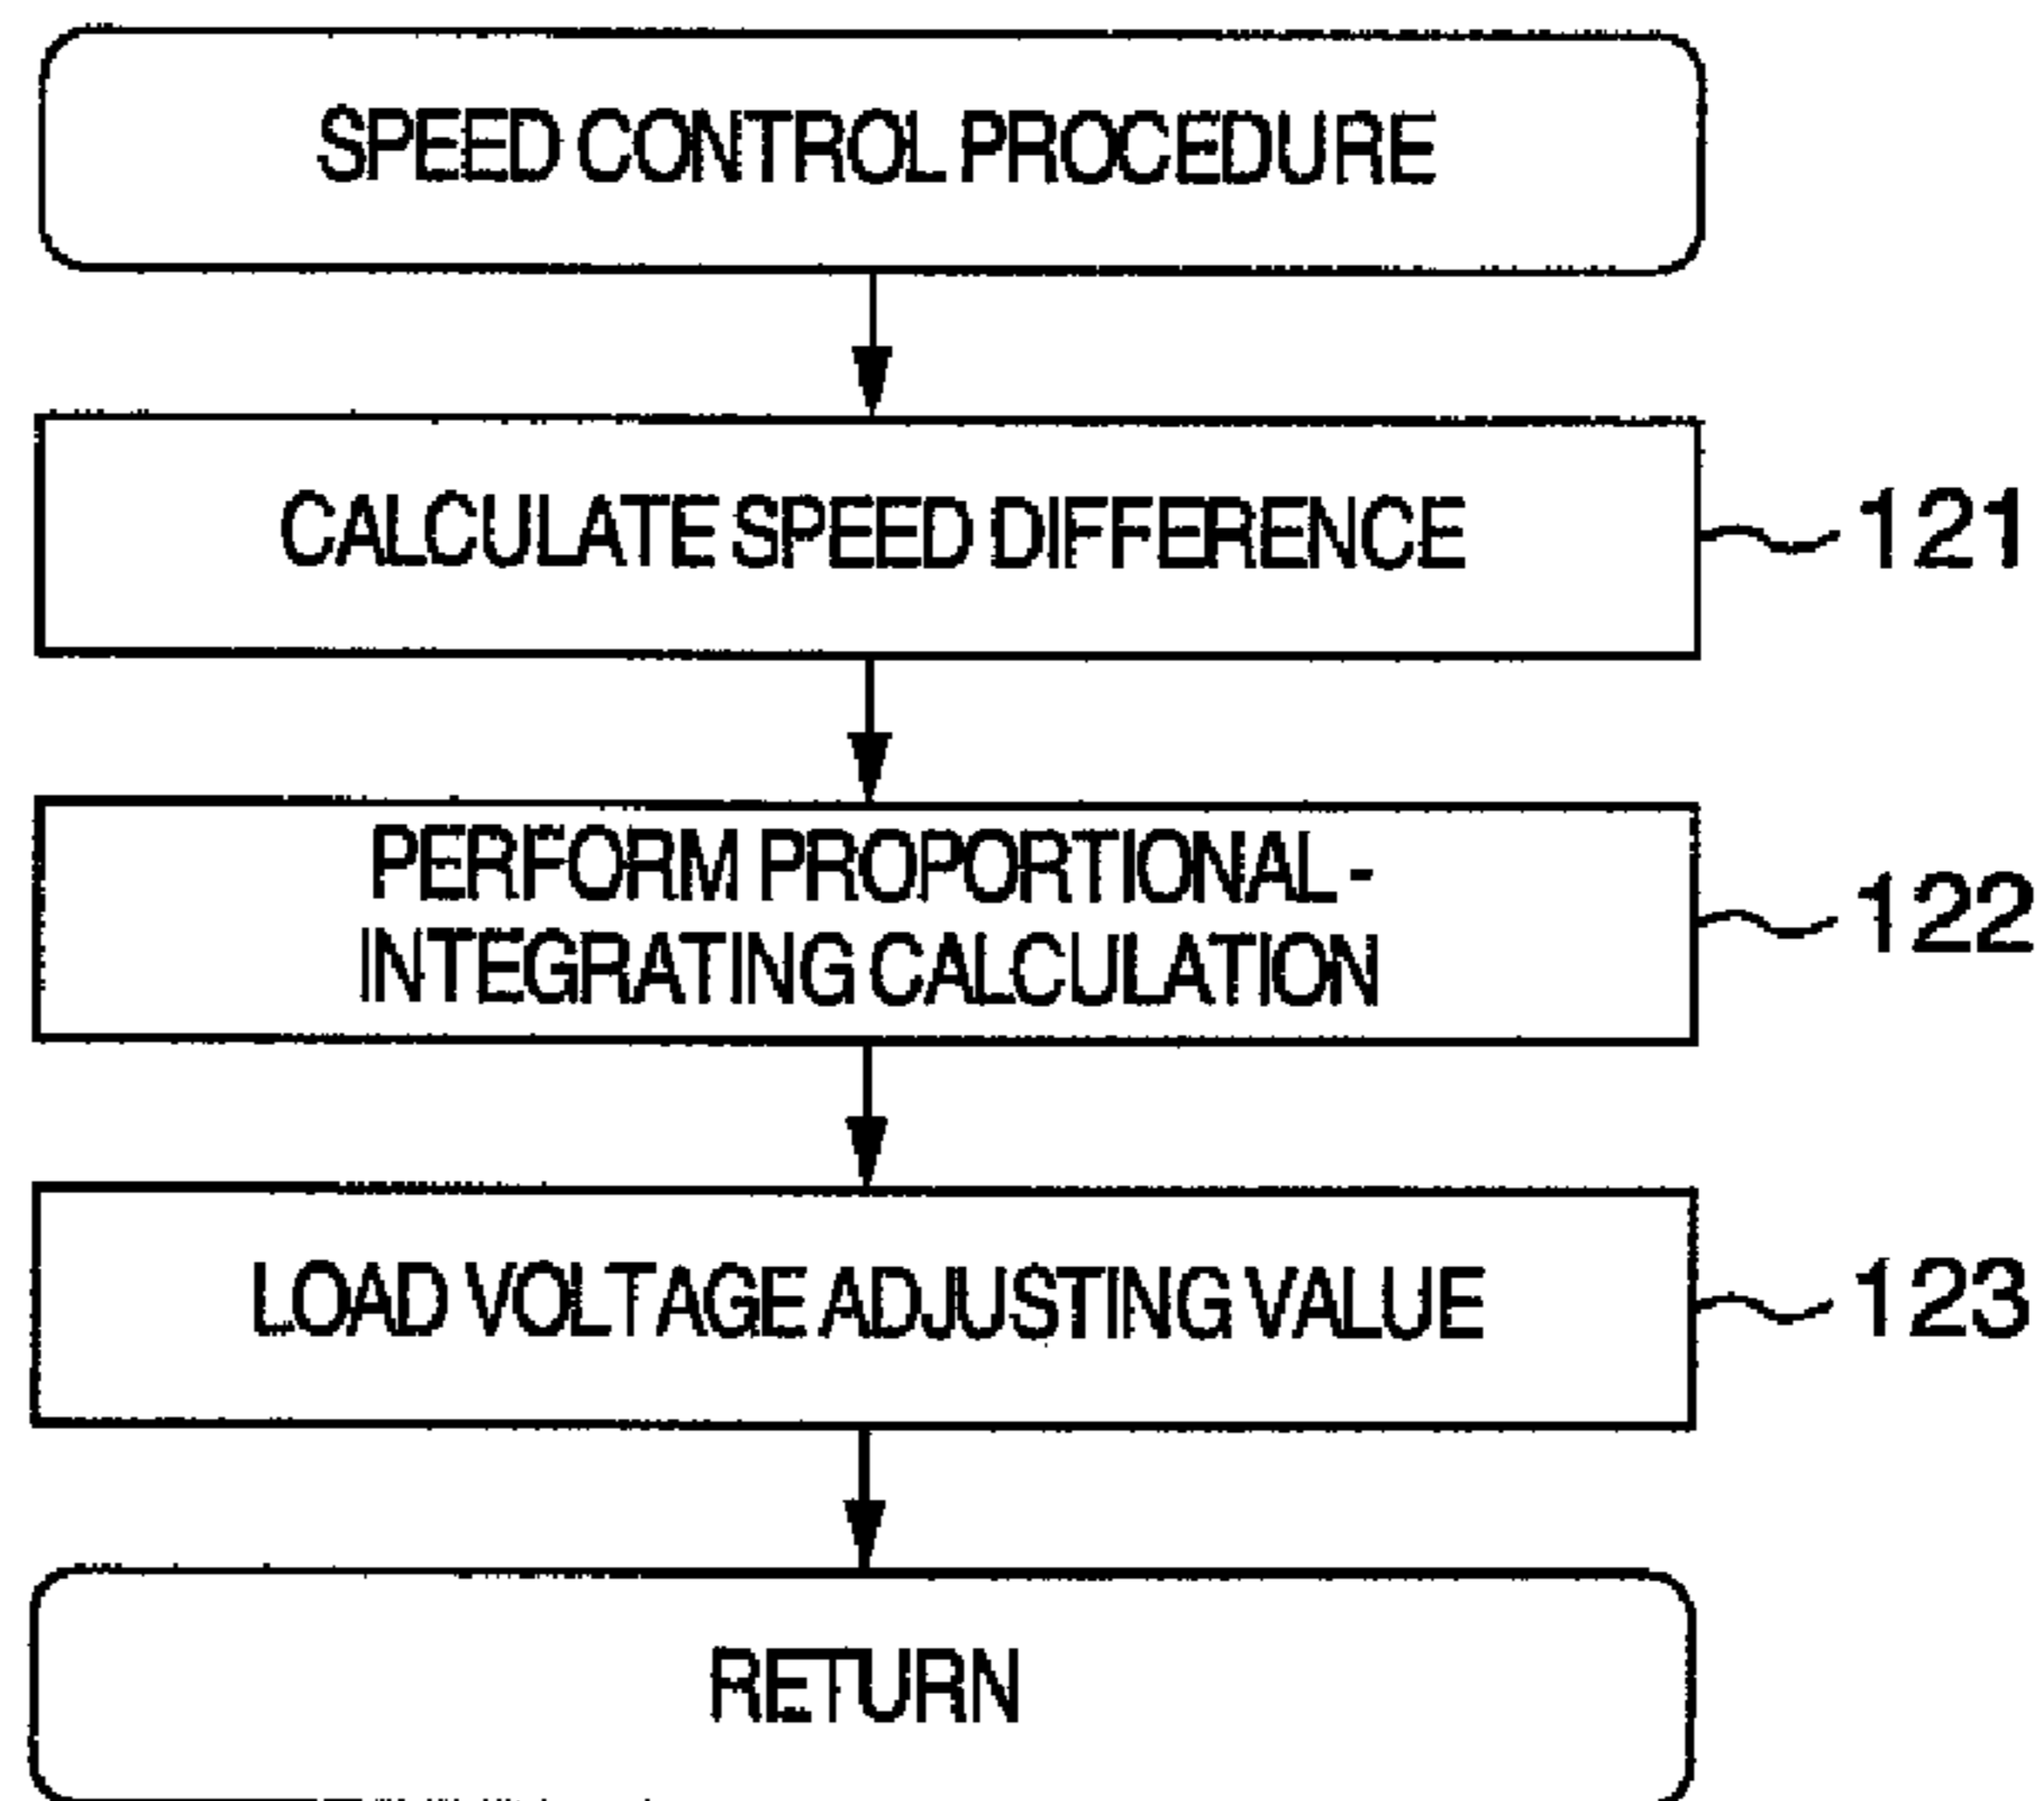 SPEED CONTROL PROCEDURE
CALCULATE SPEED DIFFERENCE
121
PERFORM PROPORTIONAL -
INTEGRATING CALCULATION
122
LOAD VOLTAGE ADJUSTING VALUE
123
RETURN